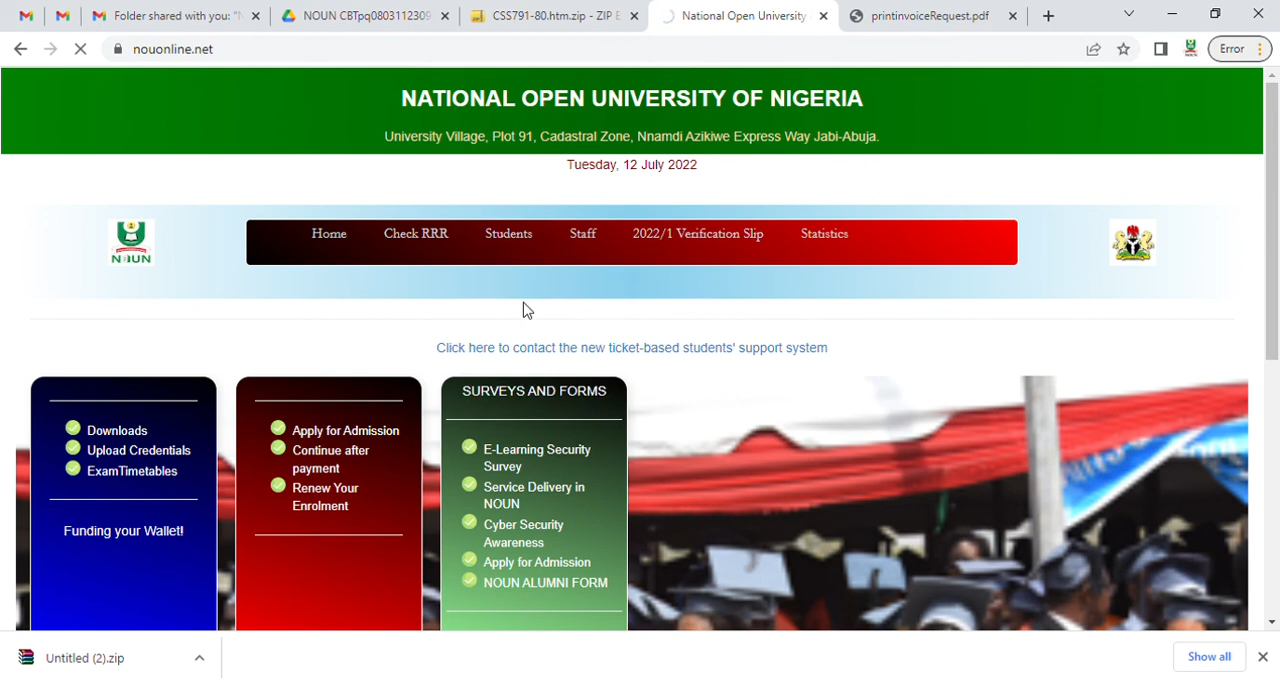 Folder shared with you: "N
NOUN CBTpq0803112309
CSS791-80.htm.zip - ZIP E
National Open University
printinvoiceRequest.pdf
nouonline.net
Error
NATIONAL OPEN UNIVERSITY OF NIGERIA
University Village, Plot 91, Cadastral Zone, Nnamdi Azikiwe Express Way Jabi-Abuja.
Tuesday, 12 July 2022
NOUN
Home
Check RRR
Students
Staff
2022/1 Verification Slip
Statistics
Click here to contact the new ticket-based students' support system
Downloads
Upload Credentials
ExamTimetables
Funding your Wallet!
Apply for Admission
Continue after
payment
Renew Your
Enrolment
SURVEYS AND FORMS
E-Learning Security
Survey
Service Delivery in
NOUN
Cyber Security
Awareness
Apply for Admission
NOUN ALUMNI FORM
Untitled (2).zip
Show all